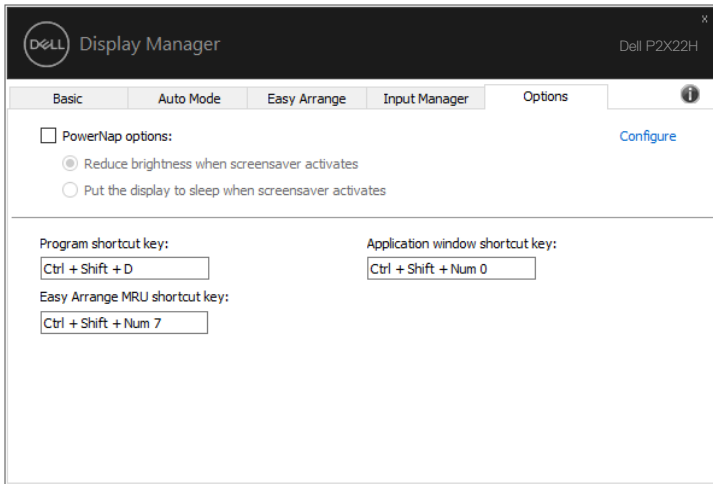 x
DELL Display Manager
Dell P2X22H
Basic Auto Mode Easy Arrange Input Manager Options
PowerNap options: Configure
Reduce brightness when screensaver activates
Put the display to sleep when screensaver activates
Program shortcut key: Application window shortcut key:
Ctrl + Shift + D Ctrl + Shift + Num 0
Easy Arrange MRU shortcut key:
Ctrl + Shift + Num 7